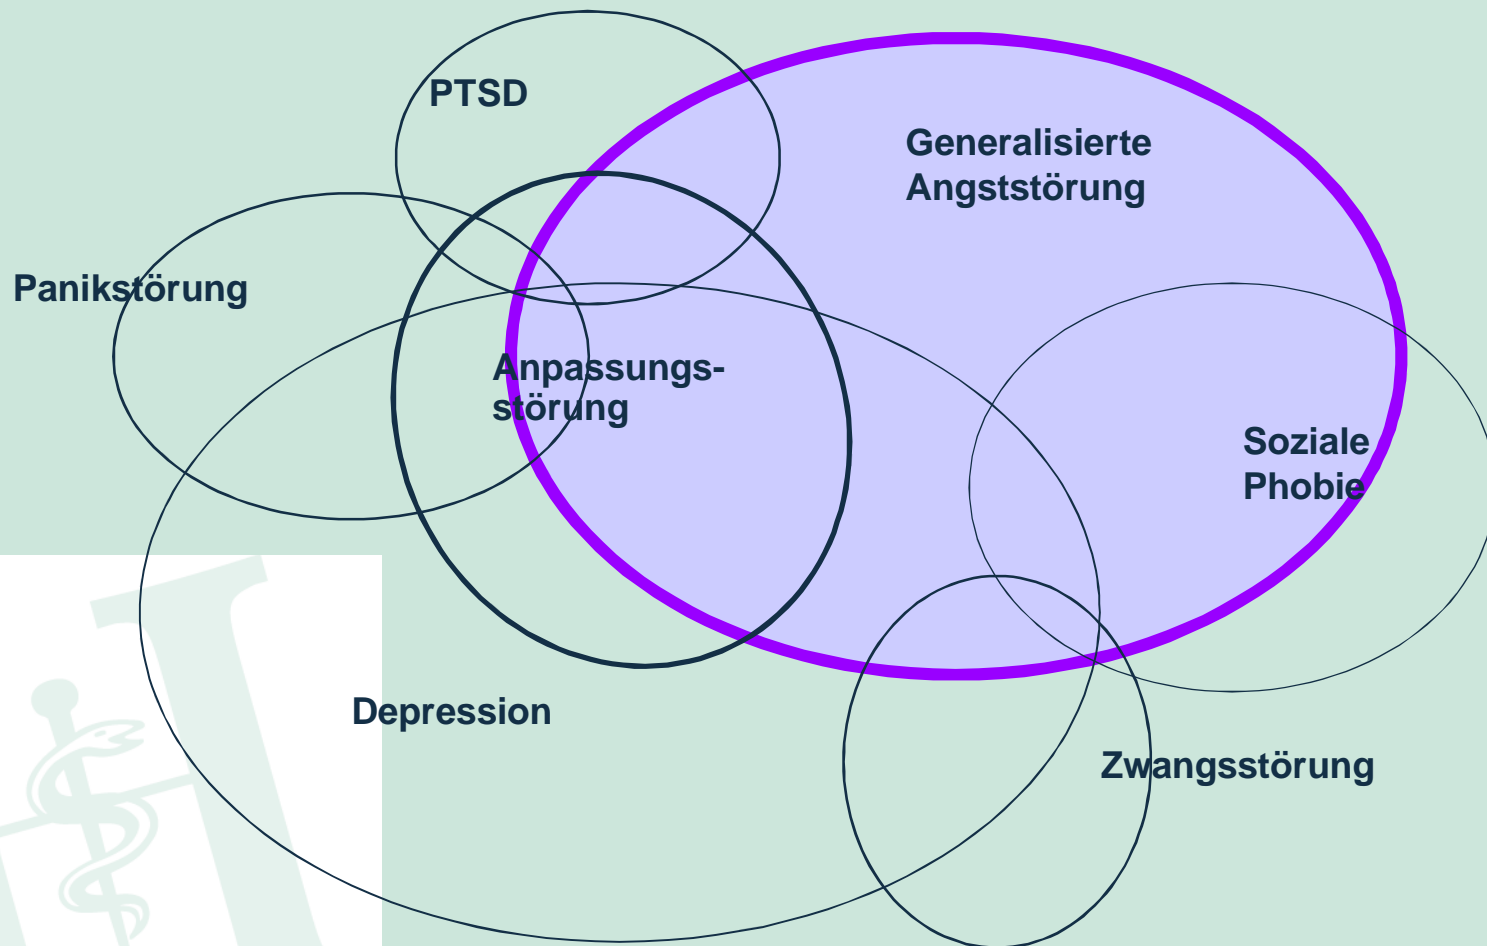 PTSD
Generalisierte
Angststörung
Panikstörung
Anpassungs-
störung
Soziale
Phobie
Depression
Zwangsstörung